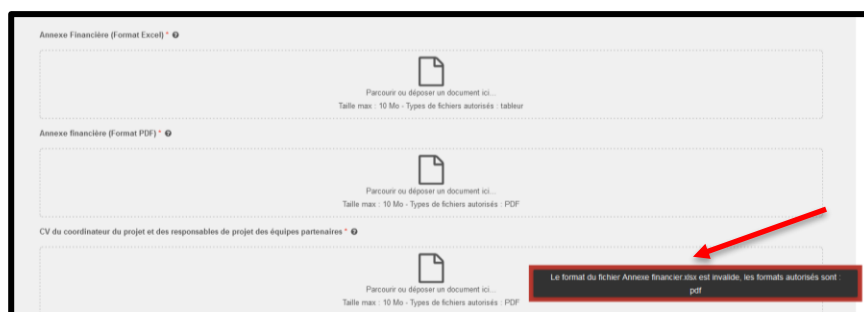 Annexe Financière (Format Excel) *
Parcourir ou déposer un document ici...
Taille max : 10 Mo - Types de fichiers autorisés : tableur
Annexe financière (Format PDF) *
Parcourir ou déposer un document ici...
Taille max : 10 Mo - Types de fichiers autorisés : PDF
CV du coordinateur du projet et des responsables de projet des équipes partenaires *
Parcourir ou déposer un document ici...
Taille max : 10 Mo - Types de fichiers autorisés : PDF
Le format du fichier Annexe financier.xlsx est invalide, les formats autorisés sont :
pdf